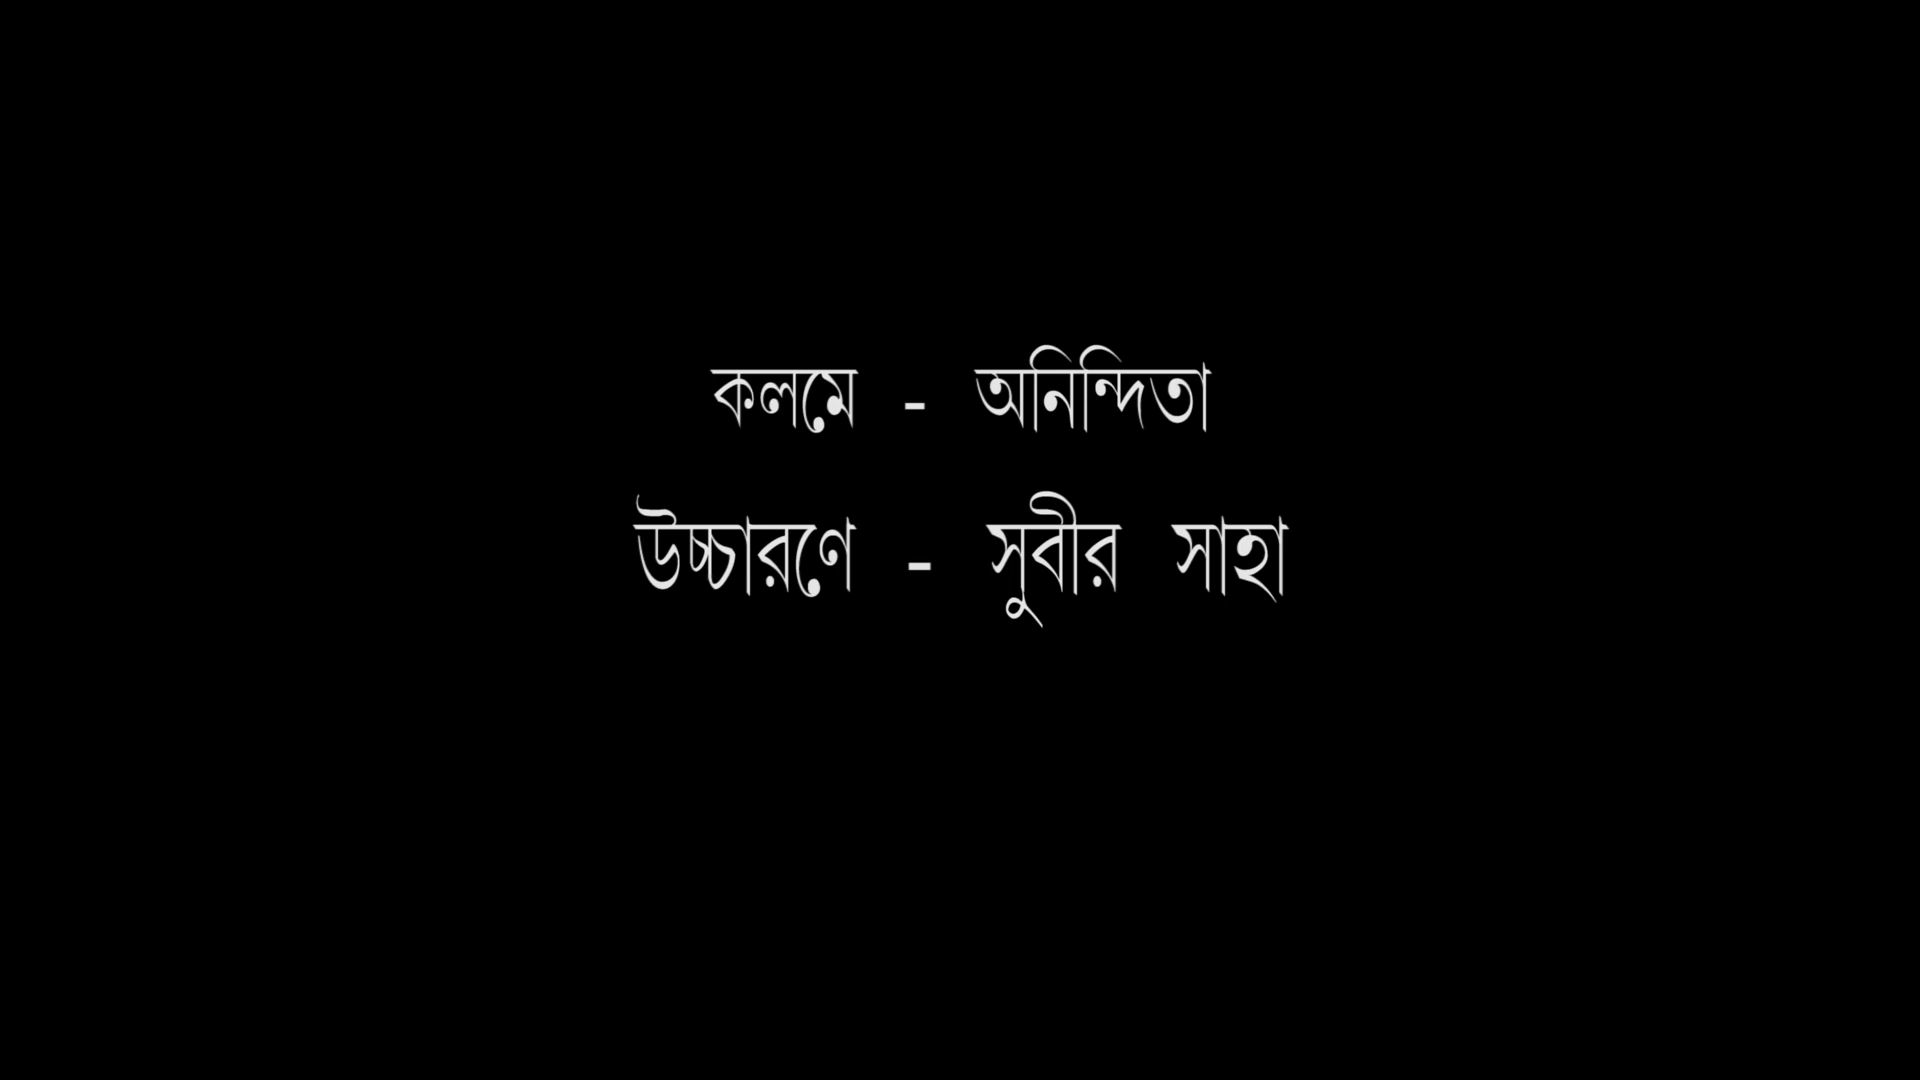 কলমে - অনিন্দিতা
উচ্চারণে - সুবীর সাহা